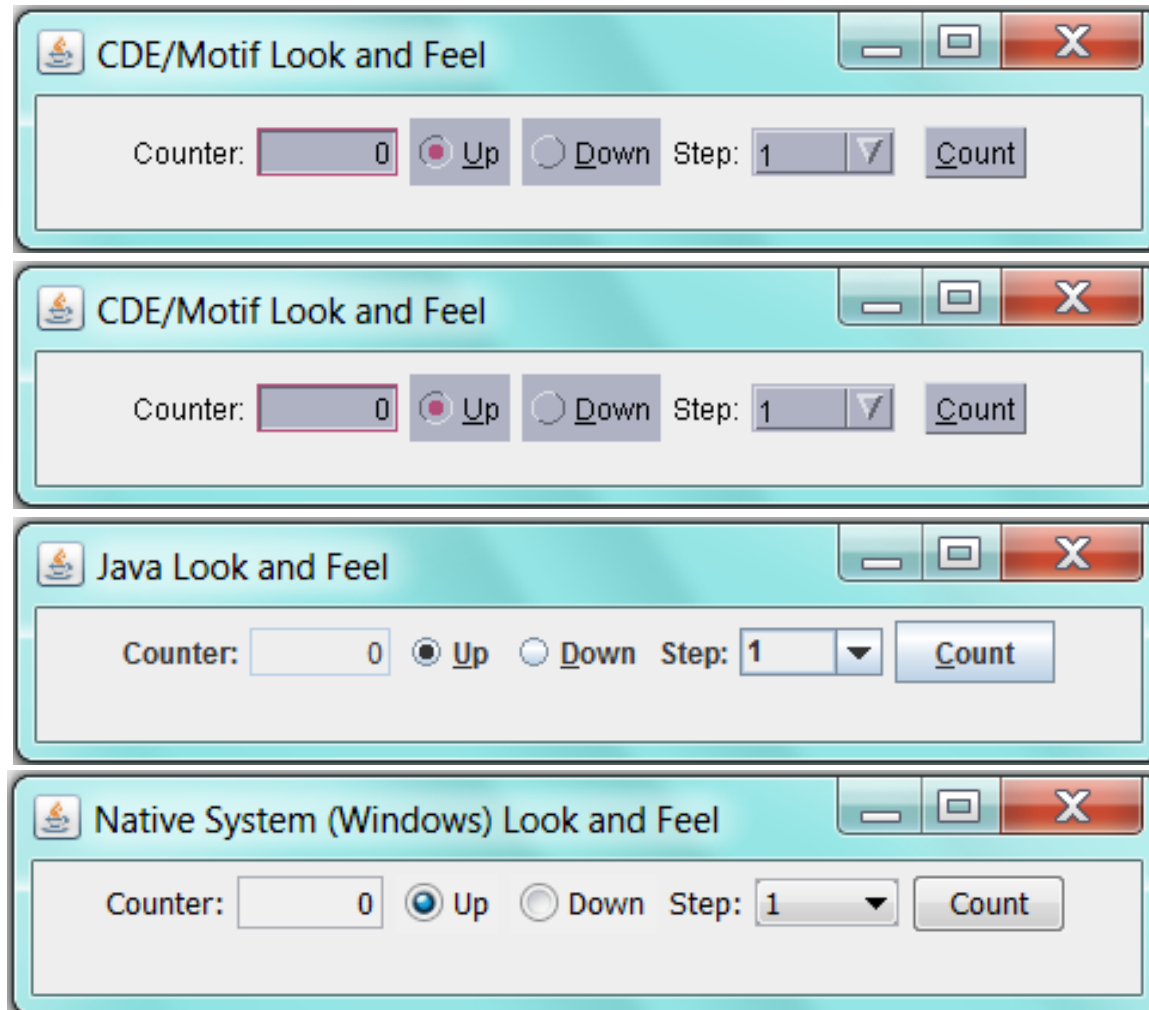 CDE/Motif Look and Feel
Counter: 0 Up Down Step: 1 Count
CDE/Motif Look and Feel
Counter: 0 Up Down Step: 1 Count
Java Look and Feel
Counter: 0 Up Down Step: 1 Count
Native System (Windows) Look and Feel
Counter: 0 Up Down Step: 1 Count